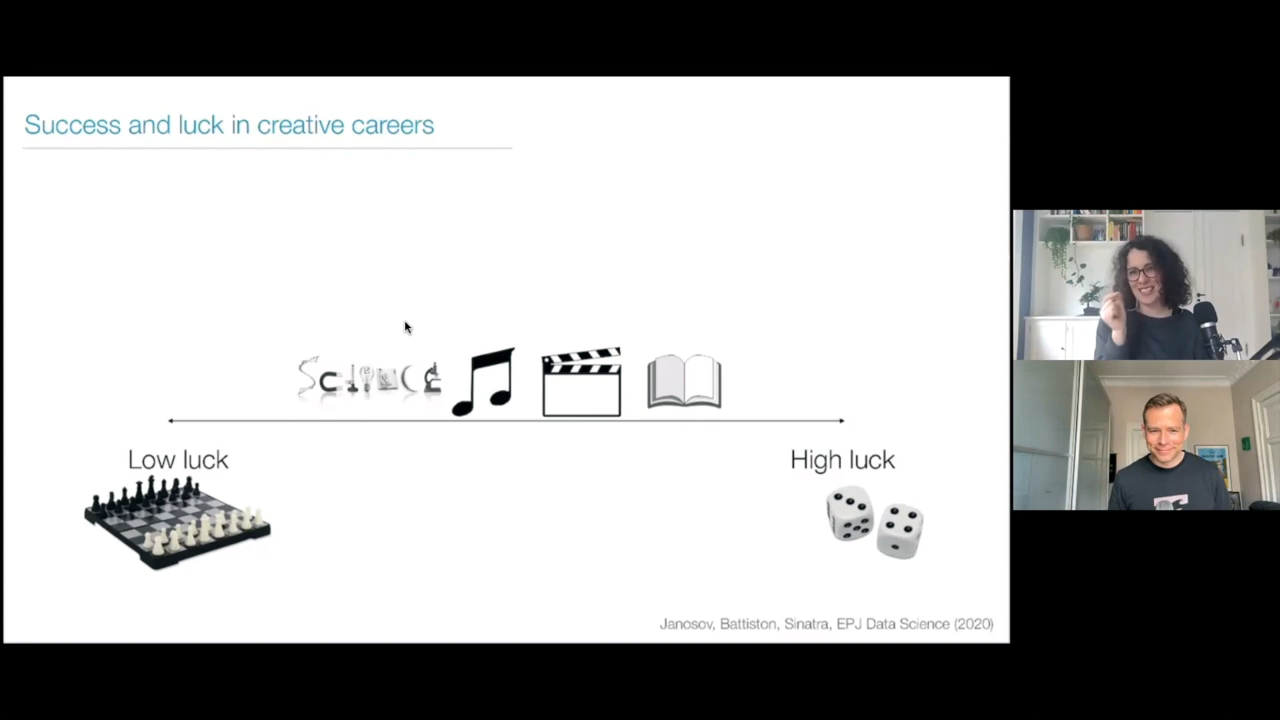 Success and luck in creative careers
Science
Low luck
High luck
Janosov, Battiston, Sinatra, EPJ Data Science (2020)